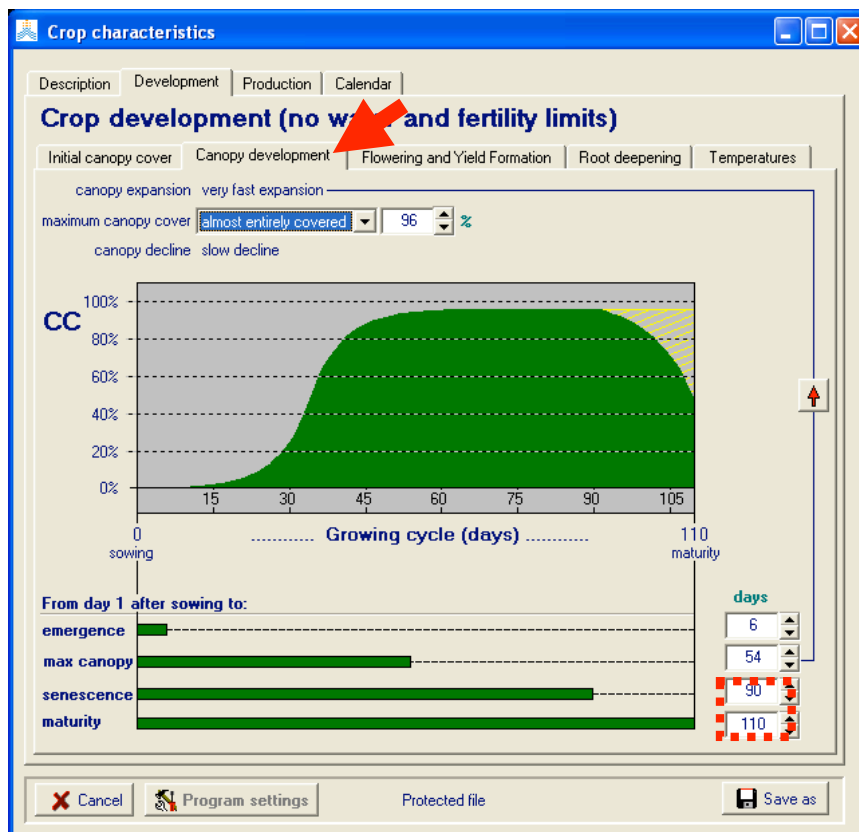 Crop characteristics
Description Development Production Calendar
Crop development (no and fertility limits)
Initial canopy cover Canopy development Flowering and Yield Formation Root deepening Temperatures
canopy expansion very fast expansion
maximum canopy cover almost entirely covered 96 %
canopy decline slow decline
100%
CC
80%
60%
40%
20%
0%
15 30 45 60 75 90 105
0 ............ Growing cycle (days) ............ 110
sowing maturity
From day 1 after sowing to: days
emergence 6
max canopy 54
senescence 90
maturity 110
Cancel Program settings Protected file Save as